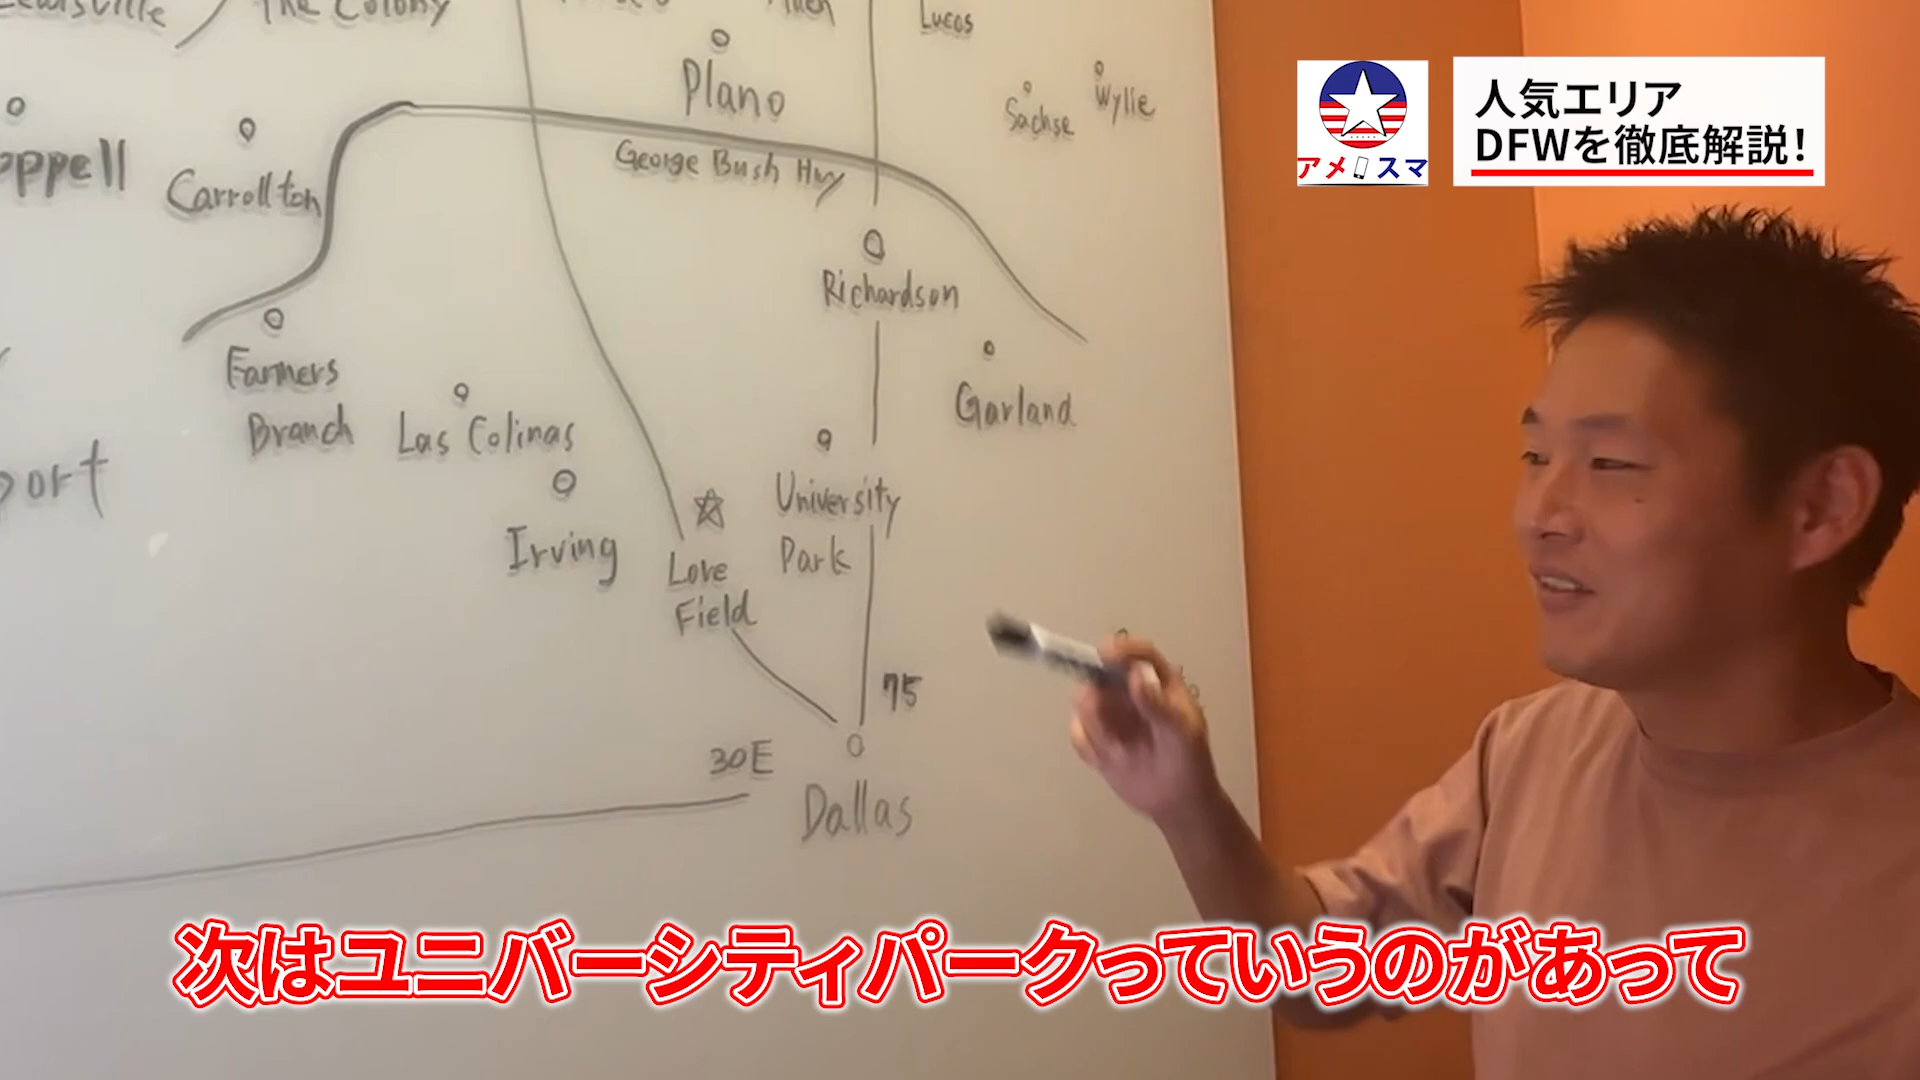 The Colony
Lucas
Plano
Sachse
Wylie
Carrollton
George Bush Hwy
Richardson
Farmers
Branch
Las Colinas
Garland
Irving
Love
Field
University
Park
75
30E
Dallas
人気エリア
DFWを徹底解説!
アメスマ
次はユニバーシティパークっていうのがあって